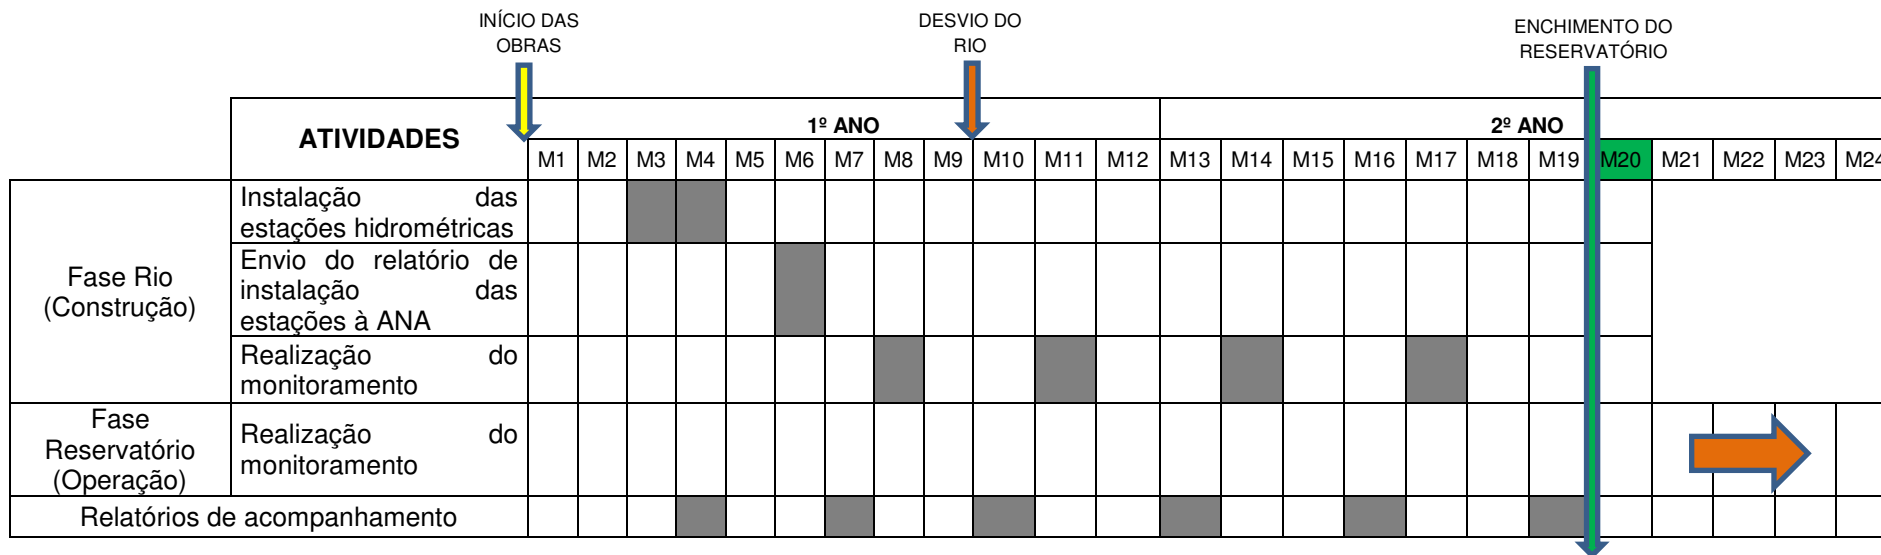 INÍCIO DAS
OBRAS
DESVIO DO
RIO
ENCHIMENTO DO
RESERVATÓRIO
ATIVIDADES
1º ANO
2º ANO
M1 M2 M3 M4 M5 M6 M7 M8 M9 M10 M11 M12 M13 M14 M15 M16 M17 M18 M19 M20 M21 M22 M23 M24
Fase Rio
(Construção)
Instalação das
estações hidrométricas
Envio do relatório de
instalação das
estações à ANA
Realização do
monitoramento
Fase
Reservatório
(Operação)
Realização do
monitoramento
Relatórios de acompanhamento